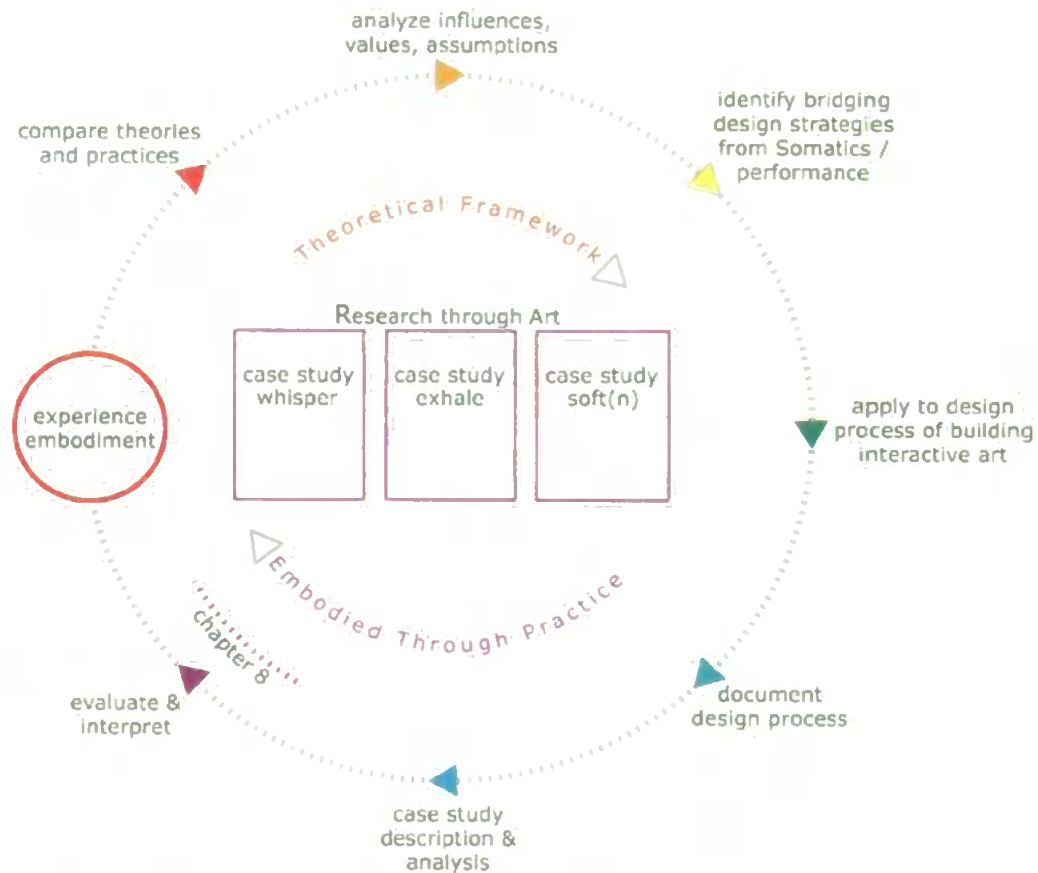 analyze influences,
values, assumptions
identify bridging
design strategies
from Somatics /
performance
compare theories
and practices
Theoretical Framework
Research through Art
case study
whisper
case study
exhale
case study
soft(n)
experience
embodiment
apply to design
process of building
interactive art
Embodied Through Practice
chapter 8
evaluate &
interpret
document
design process
case study
description &
analysis